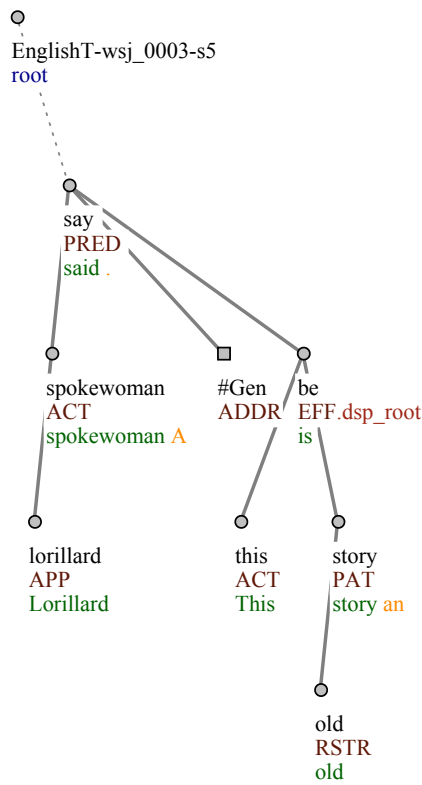 EnglishT-wsj_0003-s5
root
say
PRED
said .
spokewoman
ACT
spokewoman A
#Gen
ADDR
be
EFF.dsp_root
is
lorillard
APP
Lorillard
this
ACT
This
story
PAT
story an
old
RSTR
old